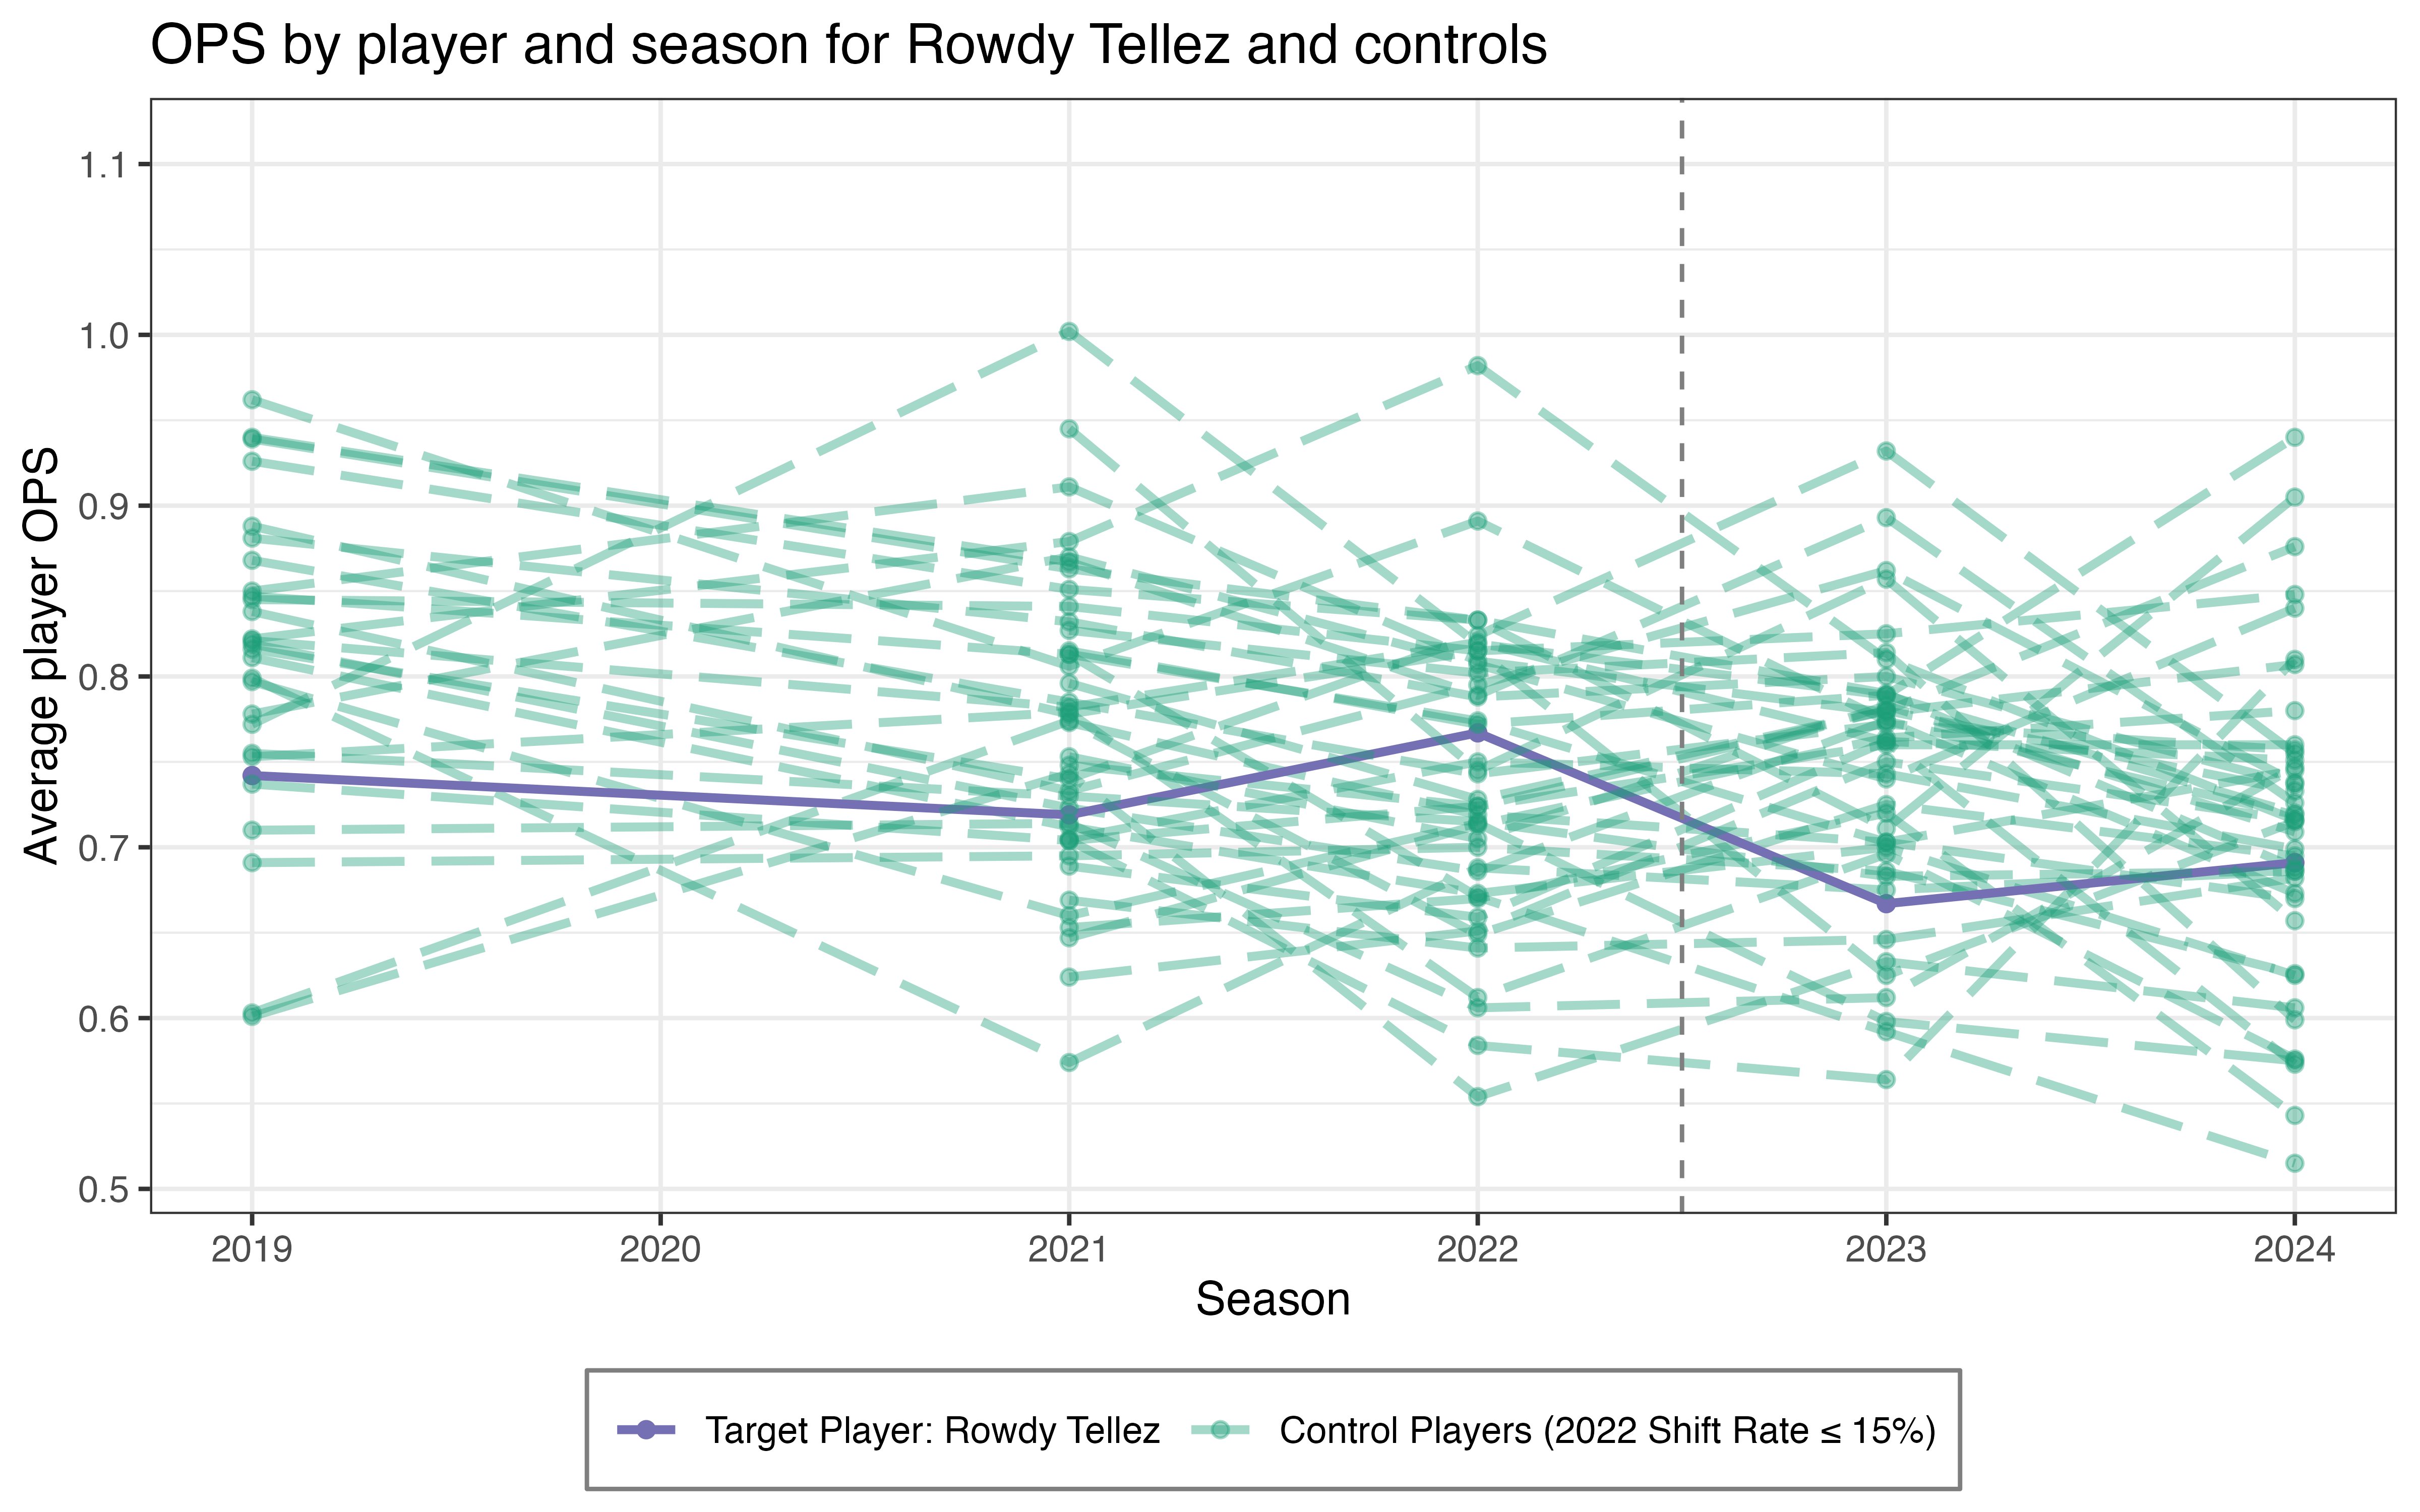 OPS by player and season for Rowdy Tellez and controls
Average player OPS
1.1
1.0
0.9
0.8
0.7
0.6
0.5
2019 2020 2021 2022 2023 2024
Season
Target Player: Rowdy Tellez Control Players (2022 Shift Rate ≤ 15%)